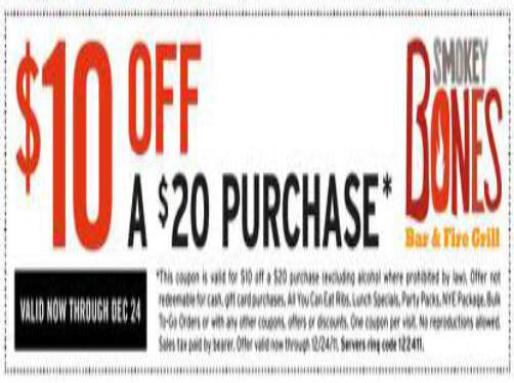 $10 OFF
A $20 PURCHASE*
SMOKEY
BONES
Bar & Fire Grill
VALID NOW THROUGH DEC 24
*This coupon is valid for $10 off a $20 purchase (excluding alcohol where prohibited by law). Offer not
redeemable for cash, gift card purchases, All You Can Eat Ribs, Lunch Specials, Party Packs, NYE Package, Bulk
To-Go Orders or with any other coupons, offers or discounts. One coupon per visit. No reproductions allowed.
Sales tax paid by bearer. Offer valid now through 12/24/11. Servers ring code 122411.